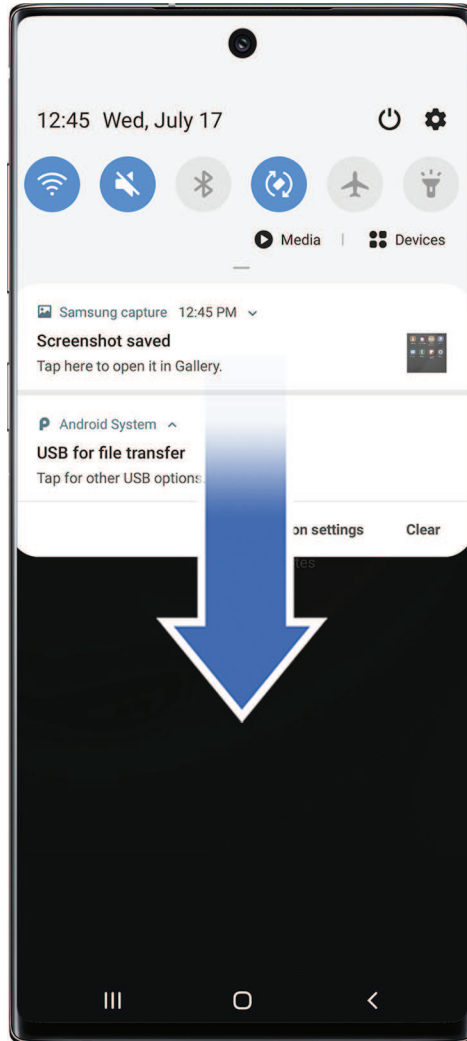 12:45 Wed, July 17
Media
Devices
Samsung capture 12:45 PM
Screenshot saved
Tap here to open it in Gallery.
Android System
USB for file transfer
Tap for other USB options
settings Clear